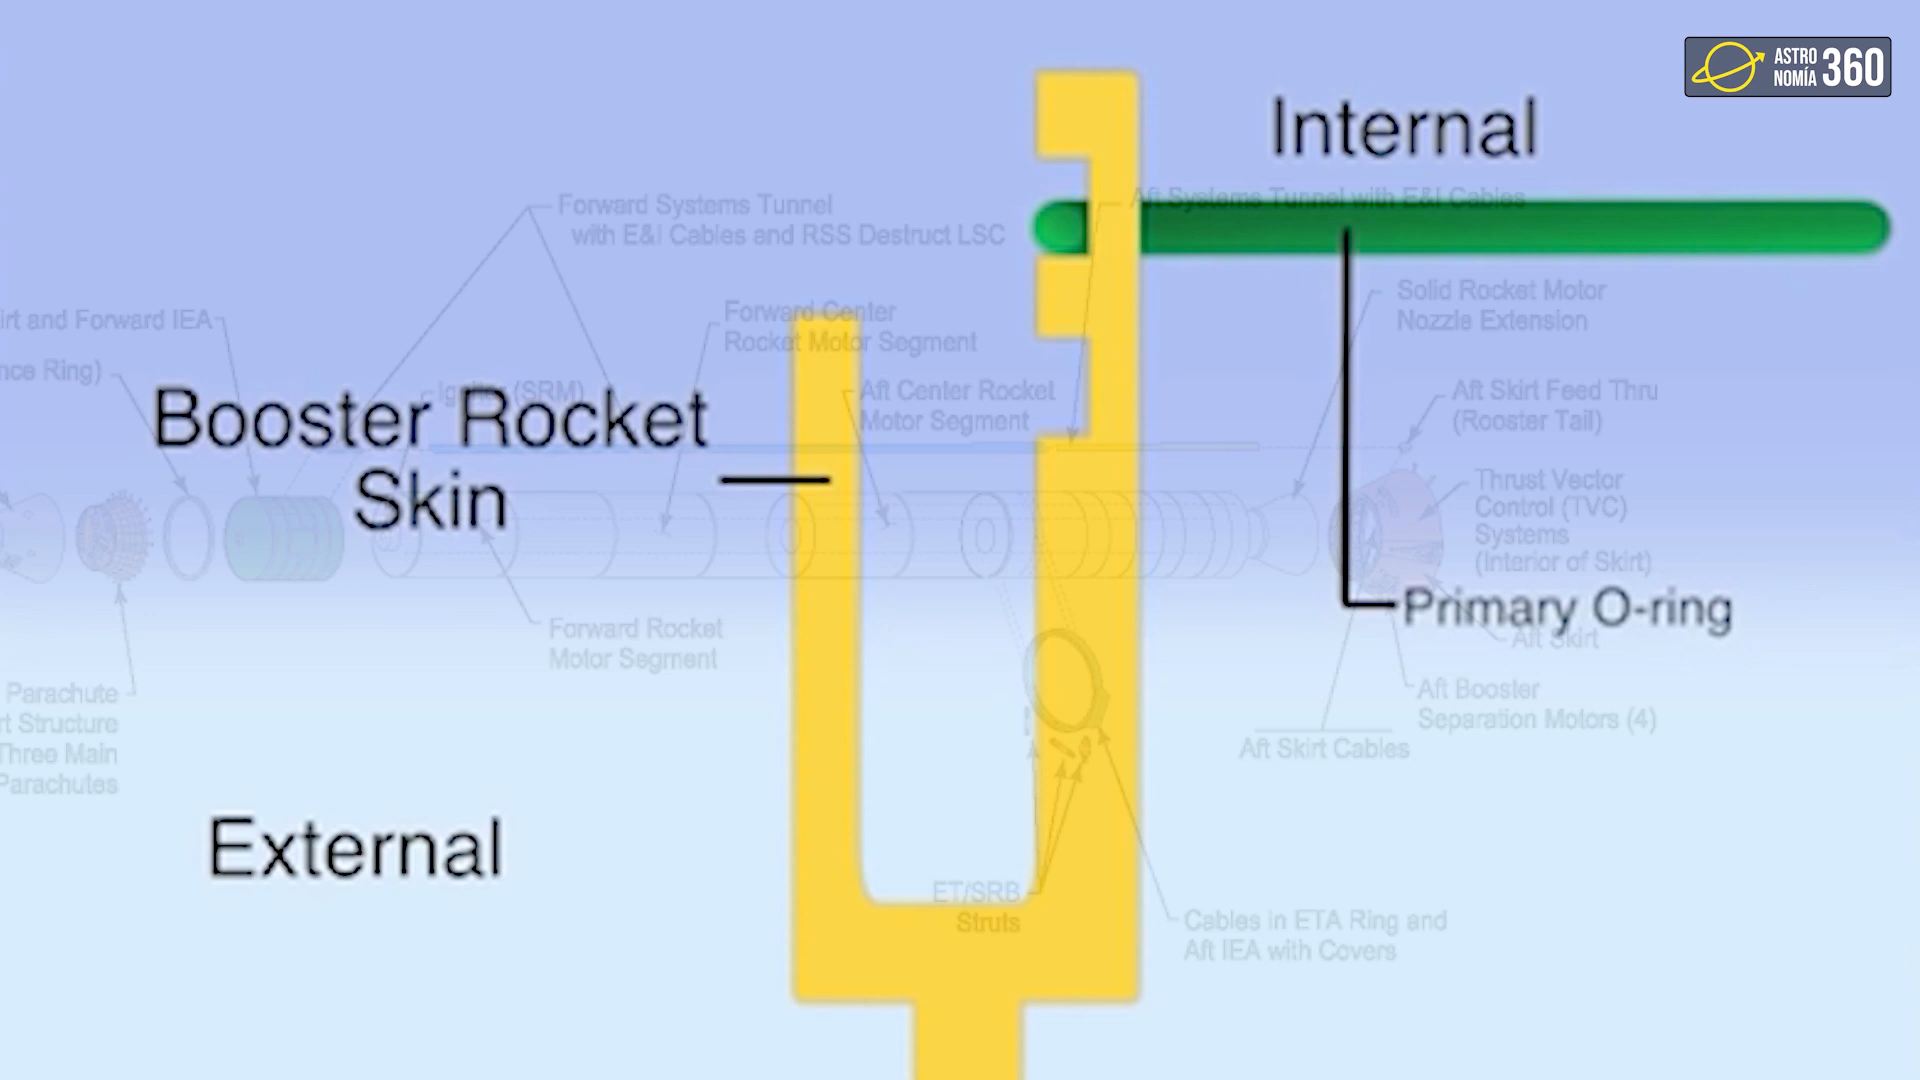 ASTRO
NOMÍA 360
Internal
Aft Systems Tunnel with E&I Cables
Forward Systems Tunnel
with E&I Cables and RSS Destruct LSC
Solid Rocket Motor
Nozzle Extension
irt and Forward IEA
Forward Center
Rocket Motor Segment
nce Ring)
Igniter (SRM)
Aft Center Rocket
Motor Segment
Aft Skirt Feed Thru
(Rooster Tail)
Booster Rocket
Skin
Thrust Vector
Control (TVC)
Systems
(Interior of Skirt)
Primary O-ring
Aft Skirt
Forward Rocket
Motor Segment
Parachute
rt Structure
Three Main
Parachutes
Aft Booster
Separation Motors (4)
Aft Skirt Cables
External
ET/SRB
Struts
Cables in ETA Ring and
Aft IEA with Covers